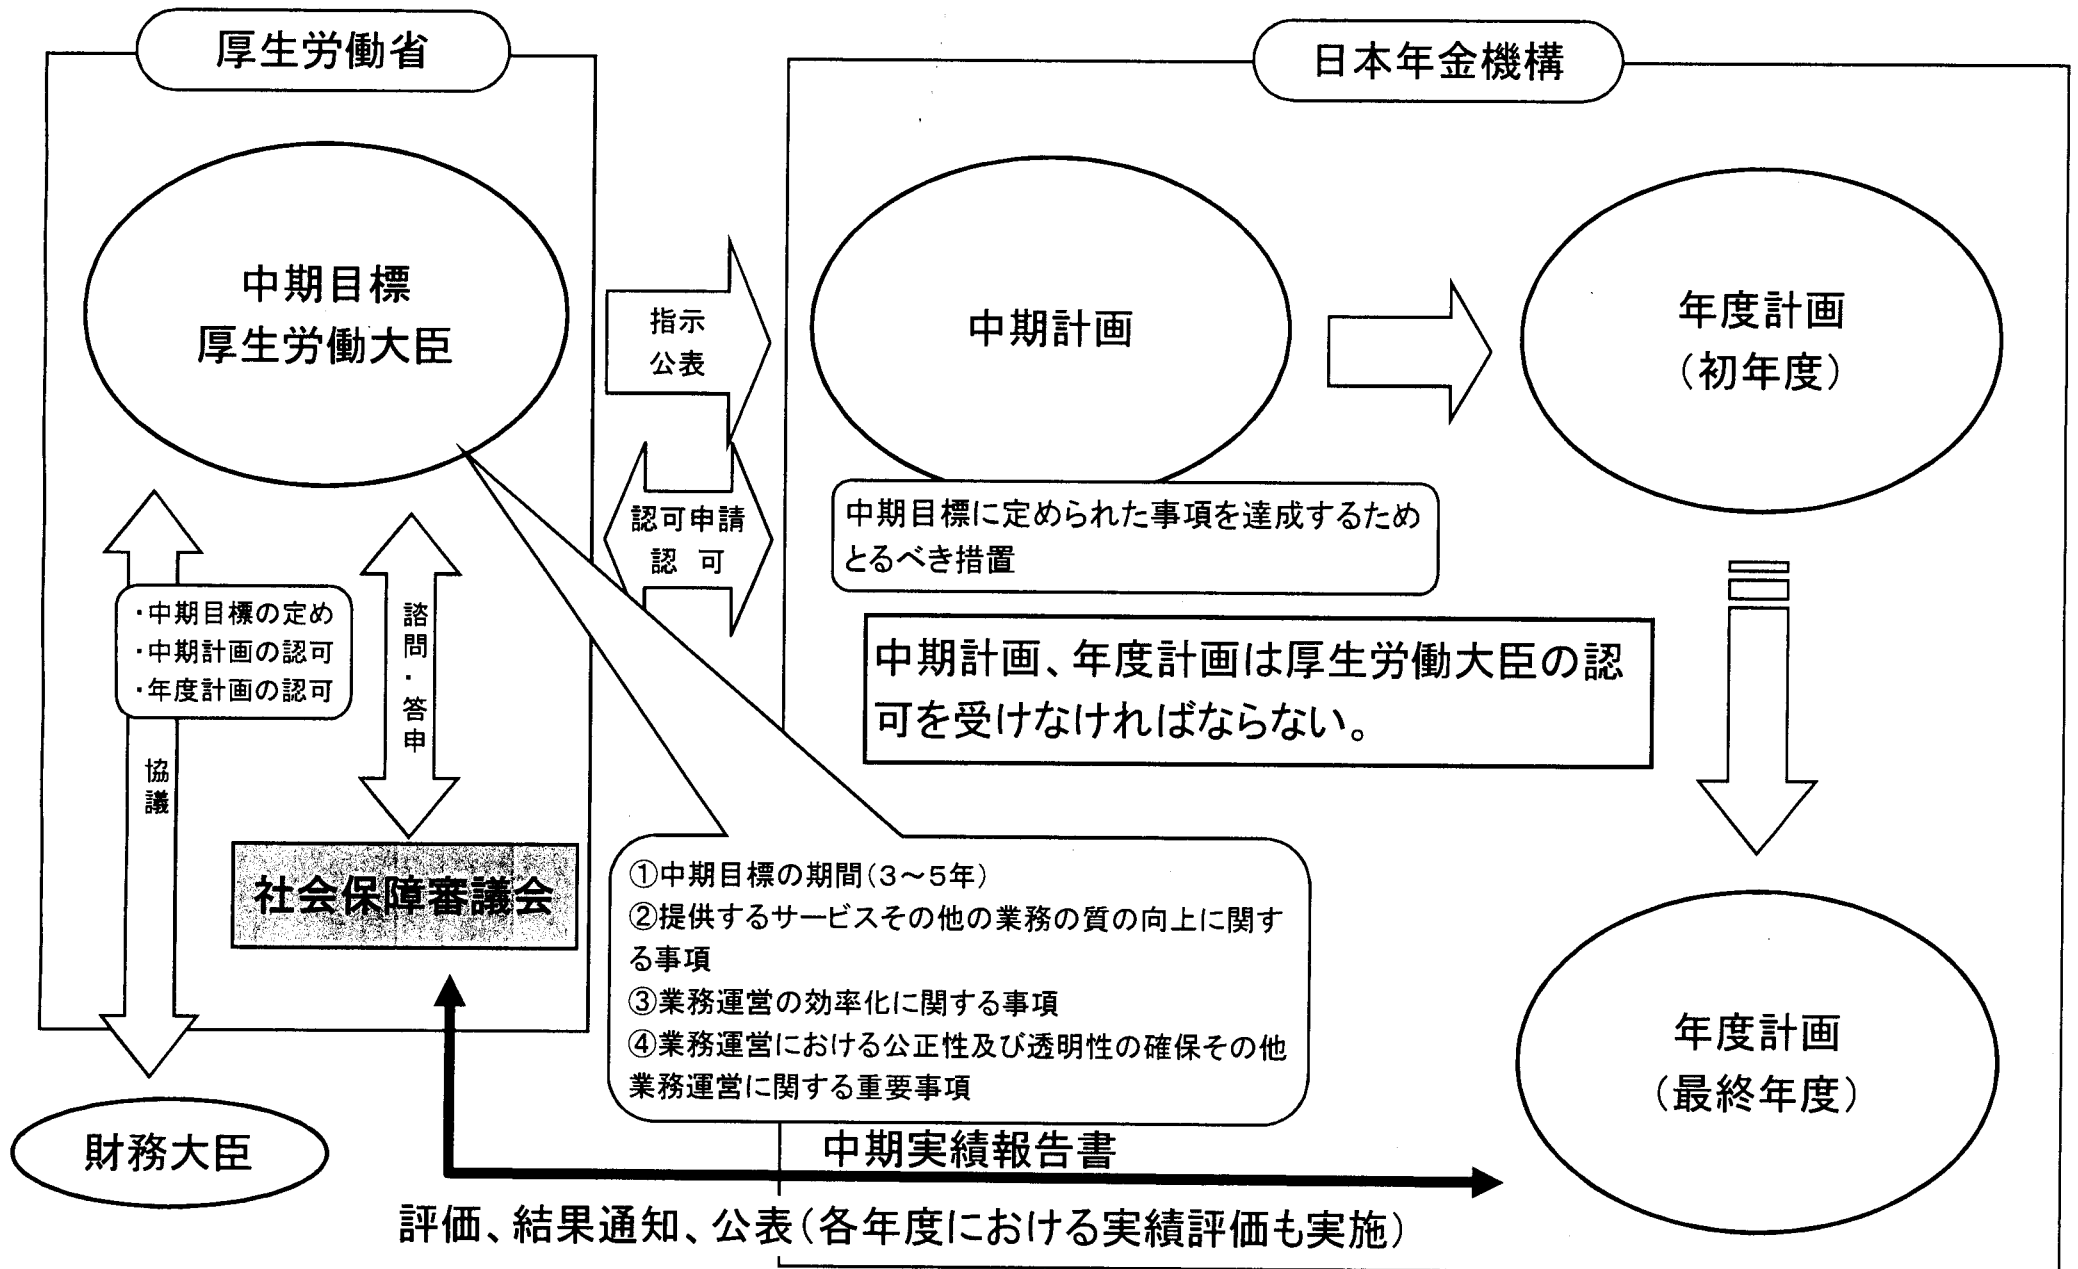 厚生労働省
日本年金機構
中期目標
厚生労働大臣
指示
公表
中期計画
年度計画
(初年度)
認可申請
認 可
中期目標に定められた事項を達成するため
とるべき措置
・中期目標の定め
・中期計画の認可
・年度計画の認可
諮問・答申
協議
中期計画、年度計画は厚生労働大臣の認
可を受けなければならない。
社会保障審議会
①中期目標の期間(3~5年)
②提供するサービスその他の業務の質の向上に関す
る事項
③業務運営の効率化に関する事項
④業務運営における公正性及び透明性の確保その他
業務運営に関する重要事項
年度計画
(最終年度)
財務大臣
中期実績報告書
評価、結果通知、公表(各年度における実績評価も実施)